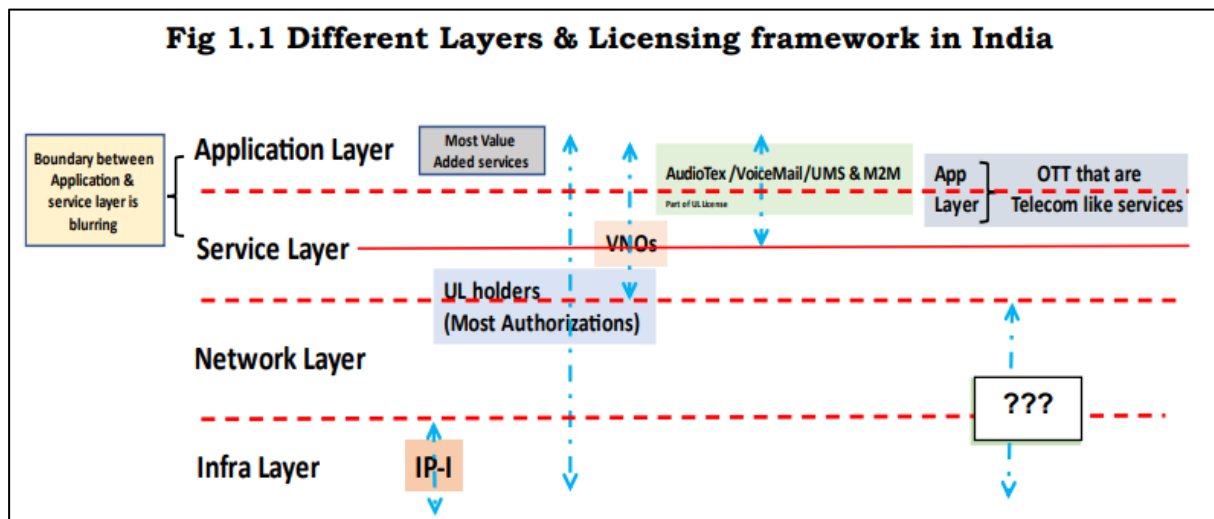 Fig 1.1 Different Layers & Licensing framework in India
Boundary between
Application &
service layer is
blurring
Application Layer
Most Value
Added services
AudioTex /VoiceMail/UMS & M2M
Part of UL License
App
Layer
OTT that are
Telecom like services
Service Layer
VNOs
UL holders
(Most Authorizations)
Network Layer
???
Infra Layer
IP-I